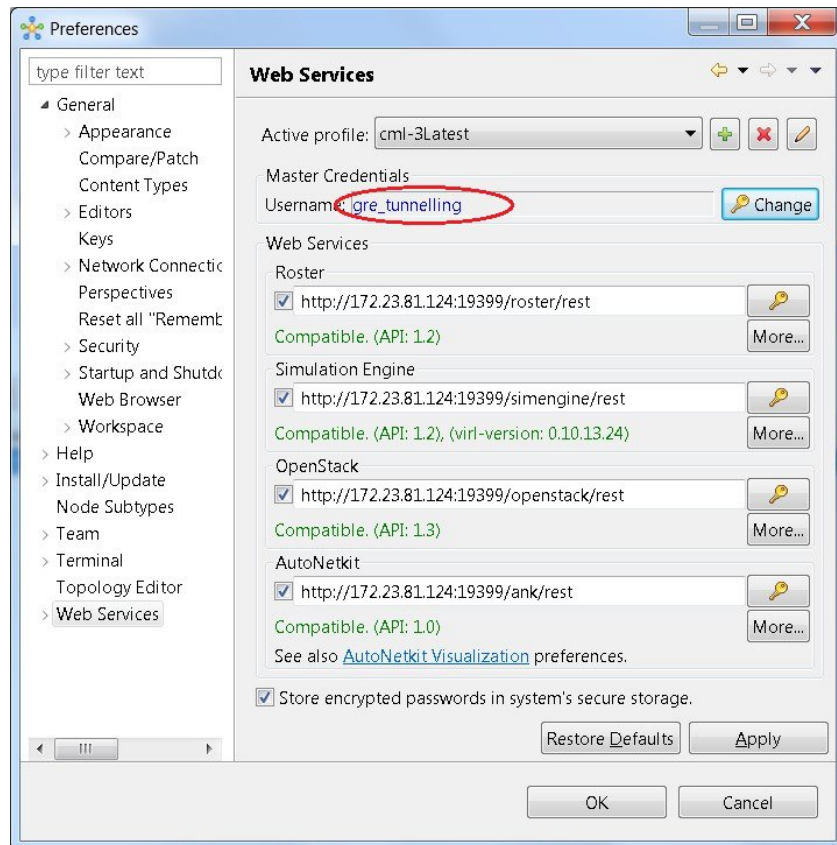 Preferences
type filter text
General
Appearance
Compare/Patch
Content Types
Editors
Keys
Network Connectic
Perspectives
Reset all "Rememb
Security
Startup and Shutdo
Web Browser
Workspace
Help
Install/Update
Node Subtypes
Team
Terminal
Topology Editor
Web Services
Web Services
Active profile: cml-3Latest
Master Credentials
Username: gre_tunnelling Change
Web Services
Roster
http://172.23.81.124:19399/roster/rest
Compatible. (API: 1.2) More...
Simulation Engine
http://172.23.81.124:19399/simengine/rest
Compatible. (API: 1.2), (virl-version: 0.10.13.24) More...
OpenStack
http://172.23.81.124:19399/openstack/rest
Compatible. (API: 1.3) More...
AutoNetkit
http://172.23.81.124:19399/ank/rest
Compatible. (API: 1.0) More...
See also AutoNetkit Visualization preferences.
Store encrypted passwords in system's secure storage.
Restore Defaults Apply
OK Cancel